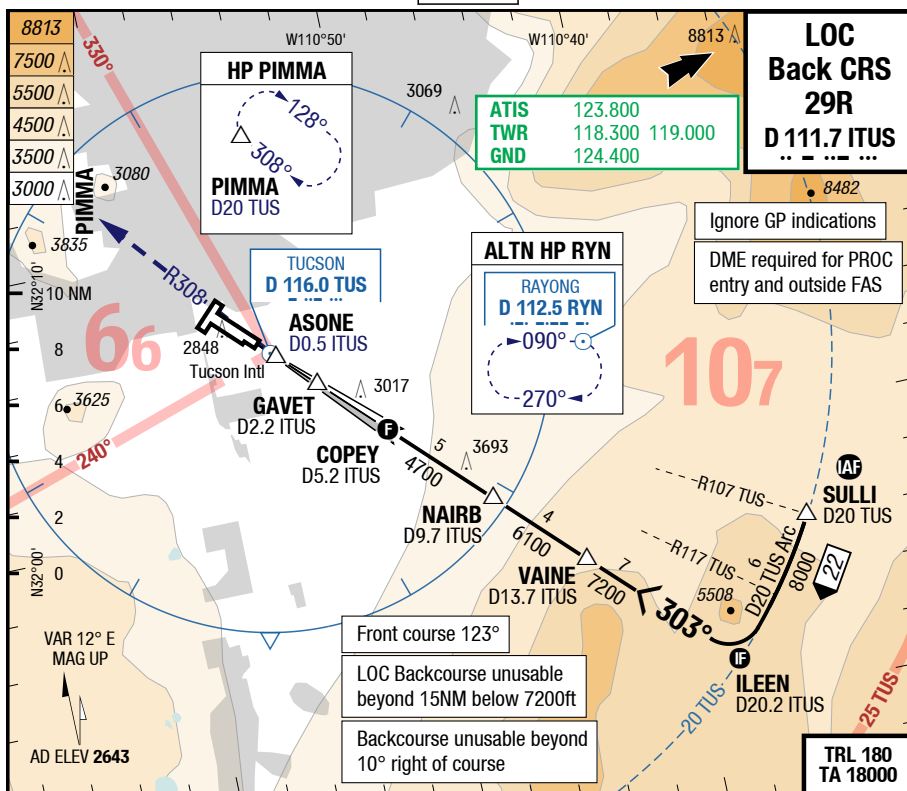 8813
7500
5500
4500
3500
3000
330°
W110°50'
W110°40'
8813
LOC
Back CRS
29R
D 111.7 ITUS
HP PIMMA
128°
308°
PIMMA
D20 TUS
3069
ATIS 123.800
TWR 118.300 119.000
GND 124.400
PIMMA
3080
3835
8482
Ignore GP indications
DME required for PROC
entry and outside FAS
R308
TUCSON
D 116.0 TUS
ALTN HP RYN
RAYONG
D 112.5 RYN
090°
270°
N32°10'
10 NM
8
6
4
2
0
N32°00'
66
107
ASONE
D0.5 ITUS
2848
Tucson Intl
3625
240°
GAVET
D2.2 ITUS
3017
F
COPEY
D5.2 ITUS
5
4700
3693
NAIRB
D9.7 ITUS
4
6100
VAINE
D13.7 ITUS
7
7200
303°
R107 TUS
R117 TUS
IAF
SULLI
D20 TUS
6
D20 TUS Arc
8000
22
5508
IF
ILEEN
D20.2 ITUS
20 TUS
25 TUS
Front course 123°
LOC Backcourse unusable
beyond 15NM below 7200ft
Backcourse unusable beyond
10° right of course
VAR 12° E
MAG UP
AD ELEV 2643
TRL 180
TA 18000